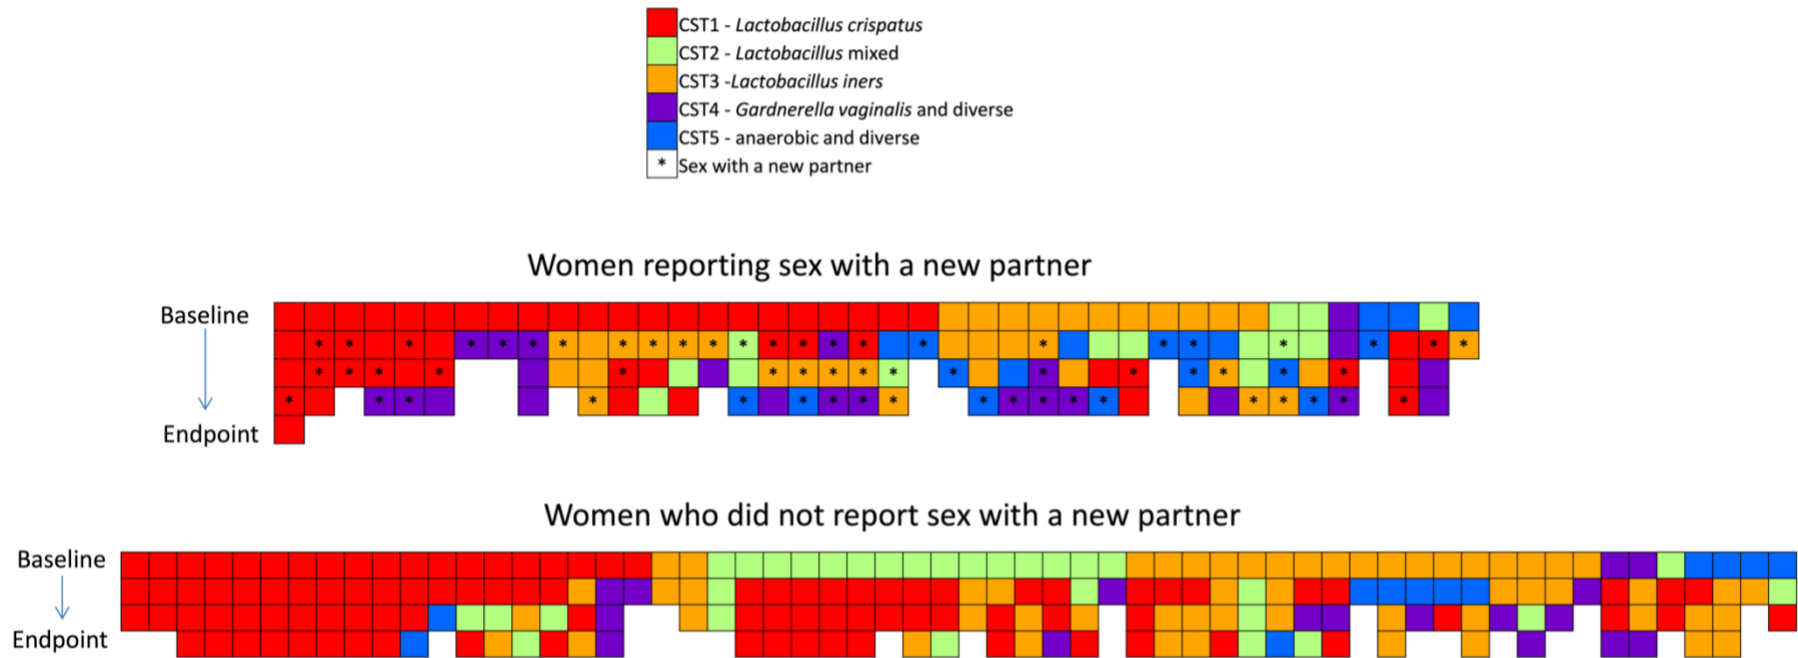 CST1 - Lactobacillus crispatus
CST2 - Lactobacillus mixed
CST3 -Lactobacillus iners
CST4 - Gardnerella vaginalis and diverse
CST5 - anaerobic and diverse
* Sex with a new partner
Women reporting sex with a new partner
Baseline
* * * * * * * * * * * * * * * * * * * * * * * * *
* * * * * * * * * * * * * * * * *
* * * * * * * * * * * * * * * * * * *
Endpoint
Women who did not report sex with a new partner
Baseline
Endpoint